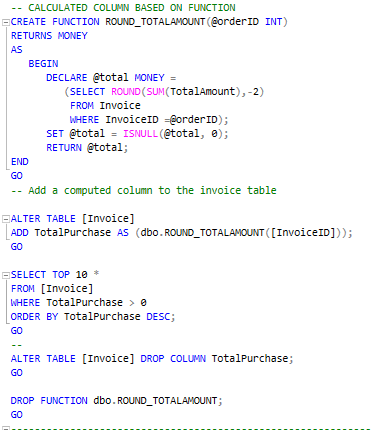 -- CALCULATED COLUMN BASED ON FUNCTION
CREATE FUNCTION ROUND_TOTALAMOUNT(@orderID INT)
RETURNS MONEY
AS
BEGIN
DECLARE @total MONEY =
(SELECT ROUND(SUM(TotalAmount),-2)
FROM Invoice
WHERE InvoiceID =@orderID);
SET @total = ISNULL(@total, 0);
RETURN @total;
END
GO
-- Add a computed column to the invoice table
ALTER TABLE [Invoice]
ADD TotalPurchase AS (dbo.ROUND_TOTALAMOUNT([InvoiceID]));
GO
SELECT TOP 10 *
FROM [Invoice]
WHERE TotalPurchase > 0
ORDER BY TotalPurchase DESC;
GO
--
ALTER TABLE [Invoice] DROP COLUMN TotalPurchase;
GO
DROP FUNCTION dbo.ROUND_TOTALAMOUNT;
GO